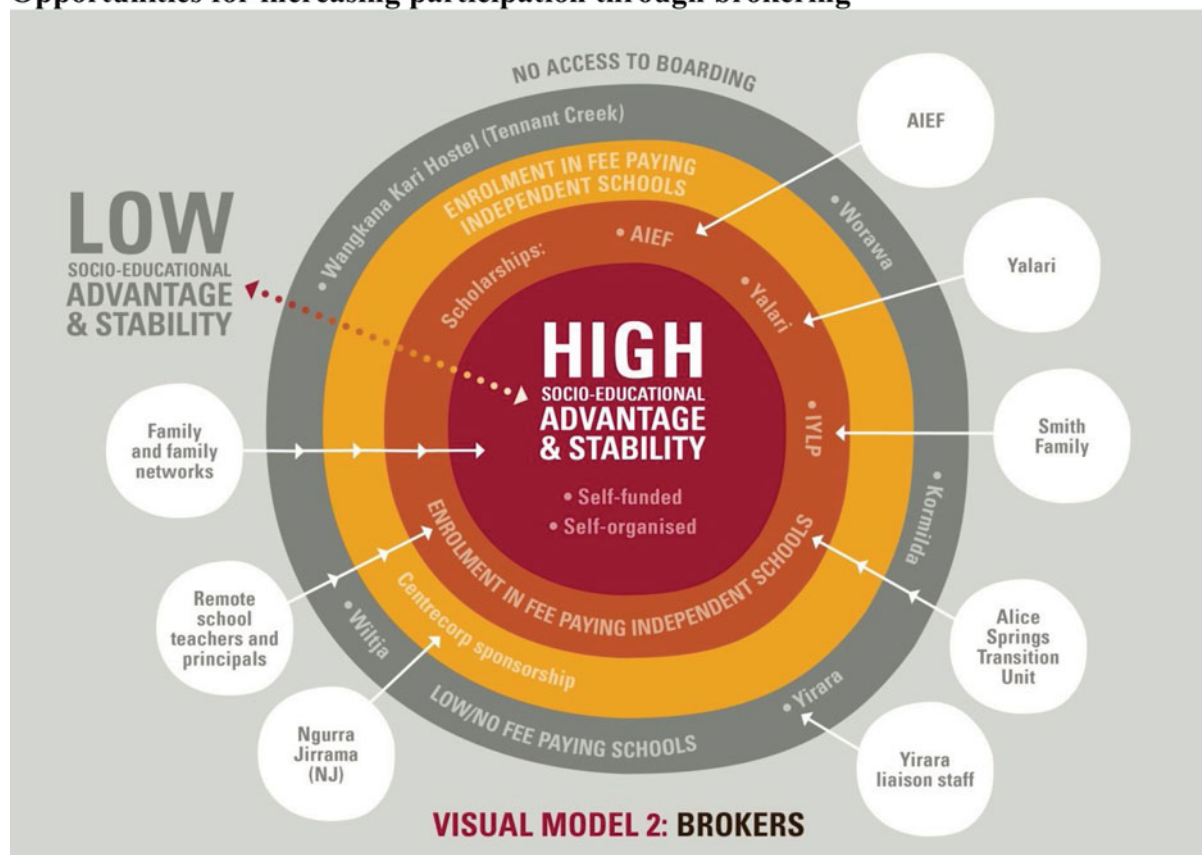 Opportunities for increasing participation through brokering
NO ACCESS TO BOARDING
• Wangkana Kari Hostel (Tennant Creek)
ENROLMENT IN FEE PAYING
INDEPENDENT SCHOOLS
Scholarships:
• AIEF
• Yalari
• IYLP
• Worawa
• Kormilda
• Yirara
• Wiltja
LOW/NO FEE PAYING SCHOOLS
Centrecorp sponsorship
ENROLMENT IN FEE PAYING INDEPENDENT SCHOOLS
LOW
SOCIO-EDUCATIONAL
ADVANTAGE
& STABILITY
HIGH
SOCIO-EDUCATIONAL
ADVANTAGE
& STABILITY
• Self-funded
• Self-organised
AIEF
Yalari
Smith
Family
Alice
Springs
Transition
Unit
Yirara
liaison staff
Family
and family
networks
Remote
school
teachers and
principals
Ngurra
Jirrama
(NJ)
VISUAL MODEL 2: BROKERS